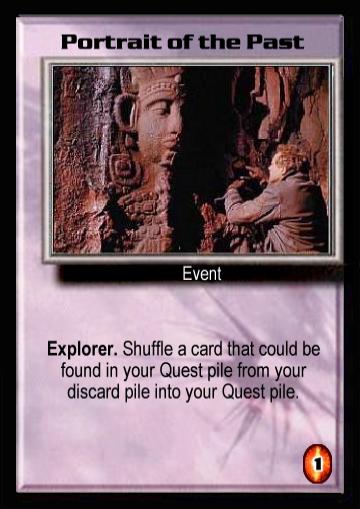 Portrait of the Past
Event
Explorer. Shuffle a card that could be
found in your Quest pile from your
discard pile into your Quest pile.
1